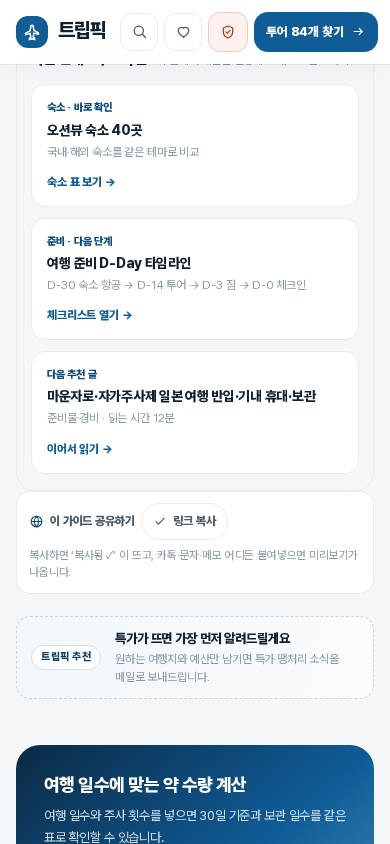 트립픽
투어 84개 찾기 →
숙소 · 바로 확인
오션뷰 숙소 40곳
국내·해외 숙소를 같은 테마로 비교
숙소 표 보기 →
준비 · 다음 단계
여행 준비 D-Day 타임라인
D-30 숙소·항공 → D-14 투어 → D-3 짐 → D-0 체크인
체크리스트 열기 →
다음 추천 글
마운자로·자가주사제 일본 여행 반입·기내 휴대·보관
준비물·경비 · 읽는 시간 12분
이어서 읽기 →
이 가이드 공유하기
✓ 링크 복사
복사하면 ‘복사됨 ✓’ 이 뜨고, 카톡·문자·메모 어디든 붙여넣으면 미리보기가
나옵니다.
트립픽 추천
특가가 뜨면 가장 먼저 알려드릴게요
원하는 여행지와 예산만 남기면 특가·땡처리 소식을
메일로 보내드립니다.
여행 일수에 맞는 약 수량 계산
여행 일수와 주사 횟수를 넣으면 30일 기준과 보관 일수를 같은
표로 확인할 수 있습니다.